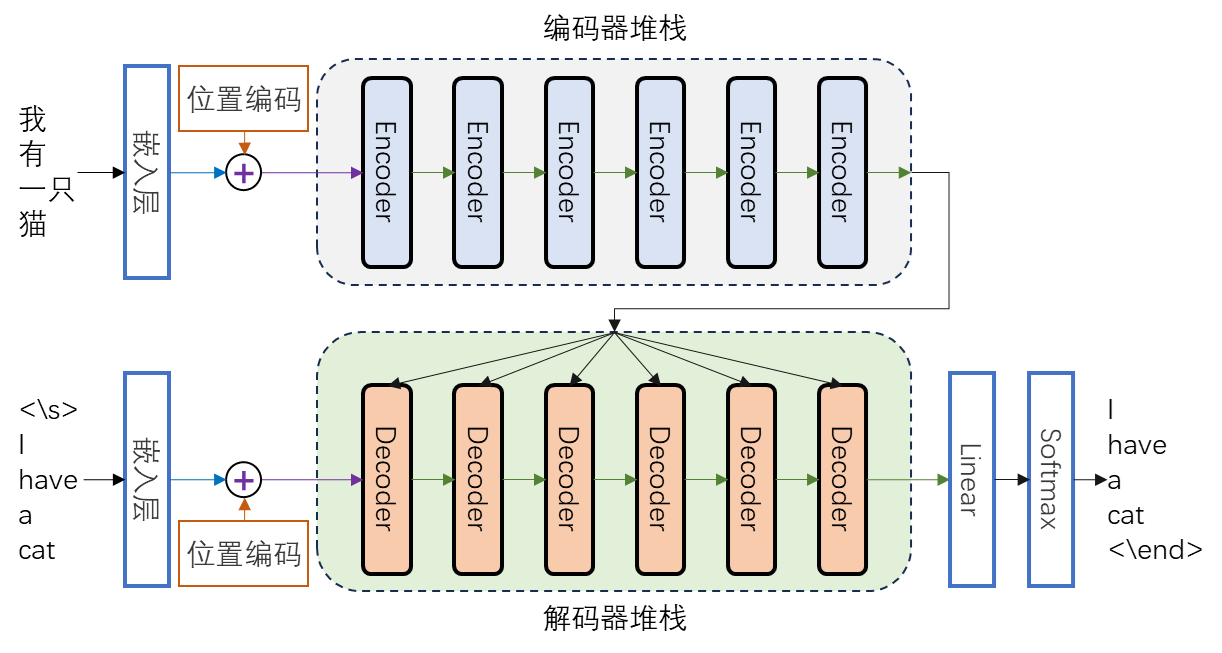 编码器堆栈
我
有
一只
猫
嵌入层
位置编码
+
Encoder
Encoder
Encoder
Encoder
Encoder
Encoder
<\s>
I
have
a
cat
嵌入层
+
位置编码
Decoder
Decoder
Decoder
Decoder
Decoder
Decoder
Linear
Softmax
I
have
a
cat
<\end>
解码器堆栈